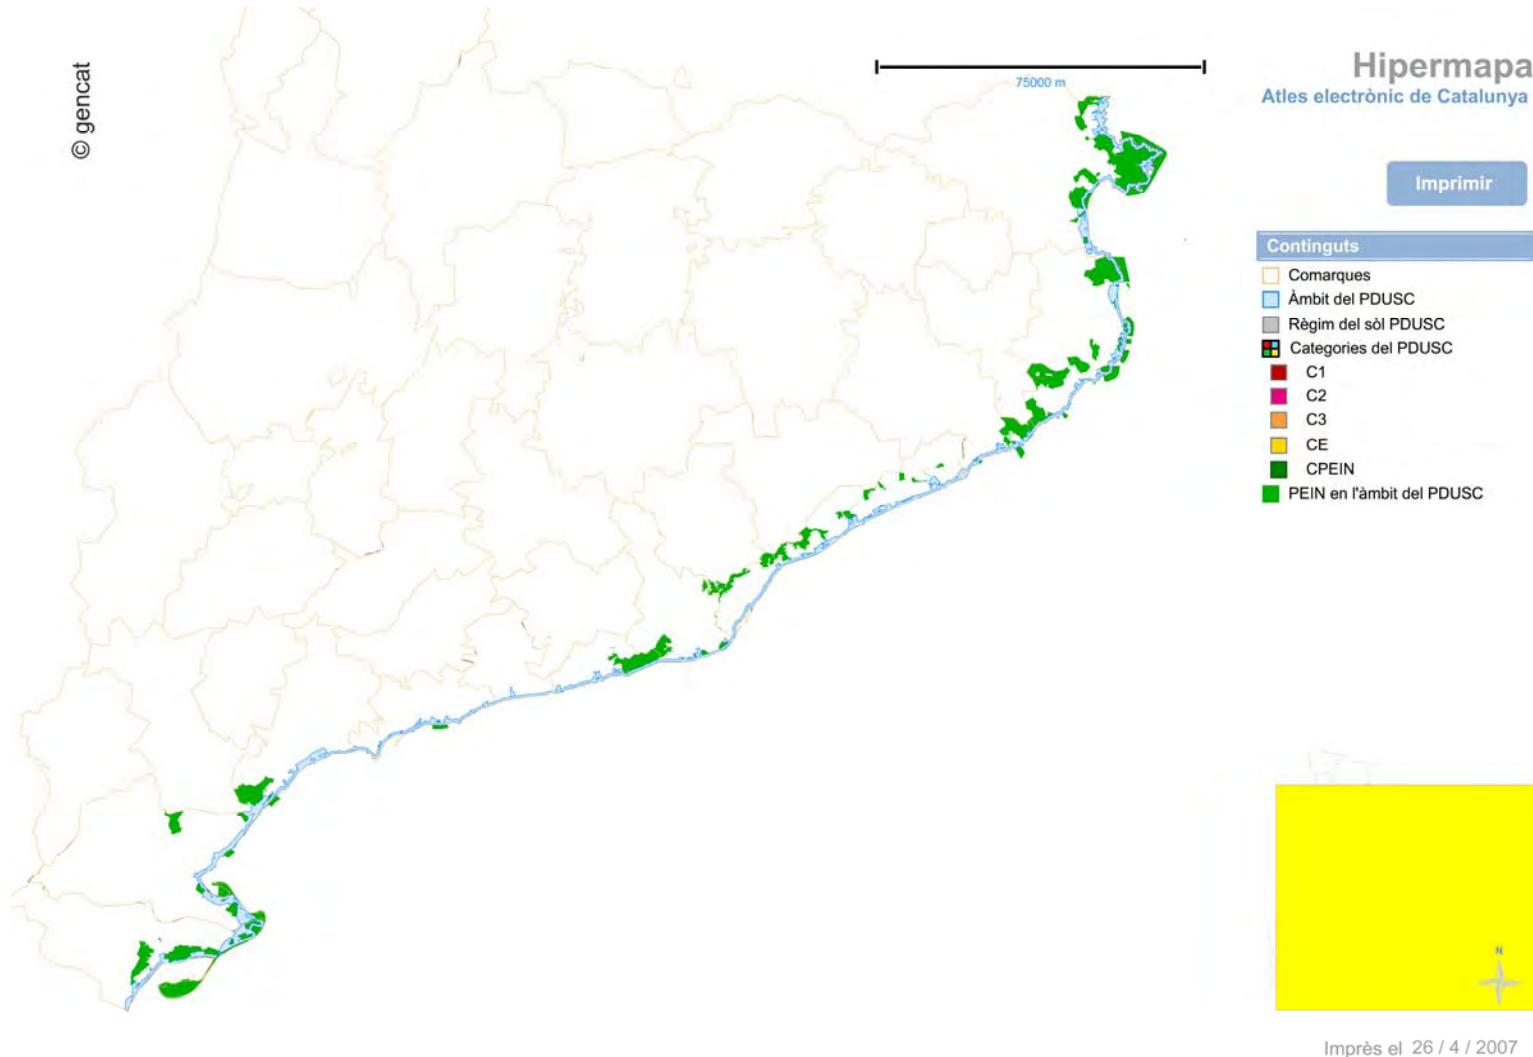 © gencat
75000 m
Hipermapa
Atles electrònic de Catalunya
Imprimir
Continguts
Comarques
Àmbit del PDUSC
Règim del sòl PDUSC
Categories del PDUSC
C1
C2
C3
CE
CPEIN
PEIN en l'àmbit del PDUSC
N
Imprès el 26 / 4 / 2007